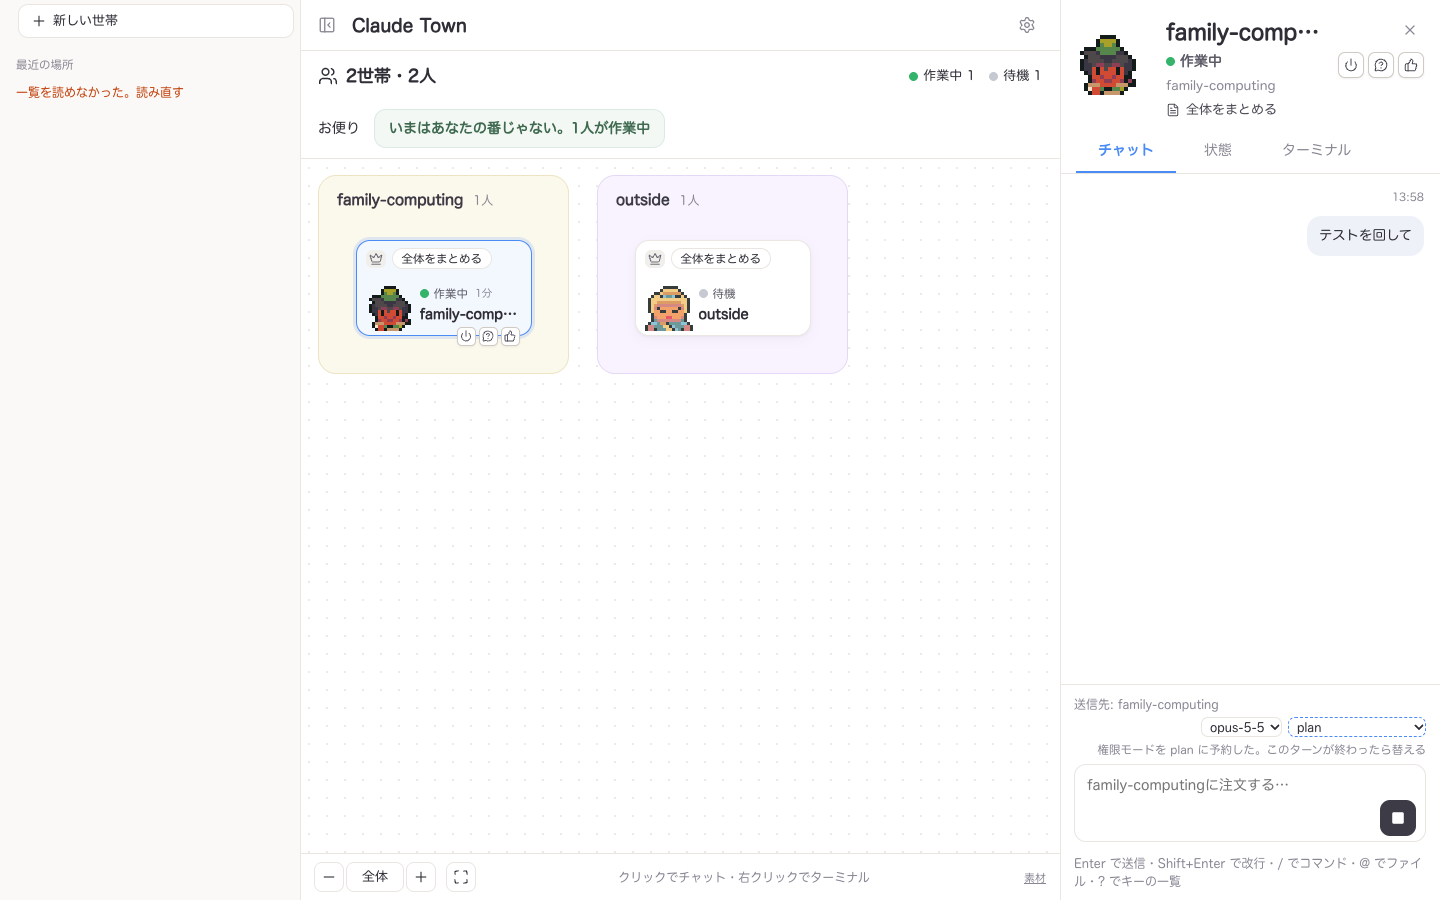 新しい世帯
最近の場所
一覧を読めなかった。読み直す
Claude Town
2世帯・2人
作業中 1
待機 1
お便り
いまはあなたの番じゃない。1人が作業中
family-computing 1人
全体をまとめる
作業中 1分
family-comp…
outside 1人
全体をまとめる
待機
outside
全体
クリックでチャット・右クリックでターミナル
素材
family-comp…
作業中
family-computing
全体をまとめる
チャット
状態
ターミナル
13:58
テストを回して
送信先: family-computing
opus-5-5
plan
権限モードを plan に予約した。このターンが終わったら替える
family-computingに注文する…
Enter で送信・Shift+Enter で改行・/ でコマンド・@ でファイ
ル・? でキーの一覧